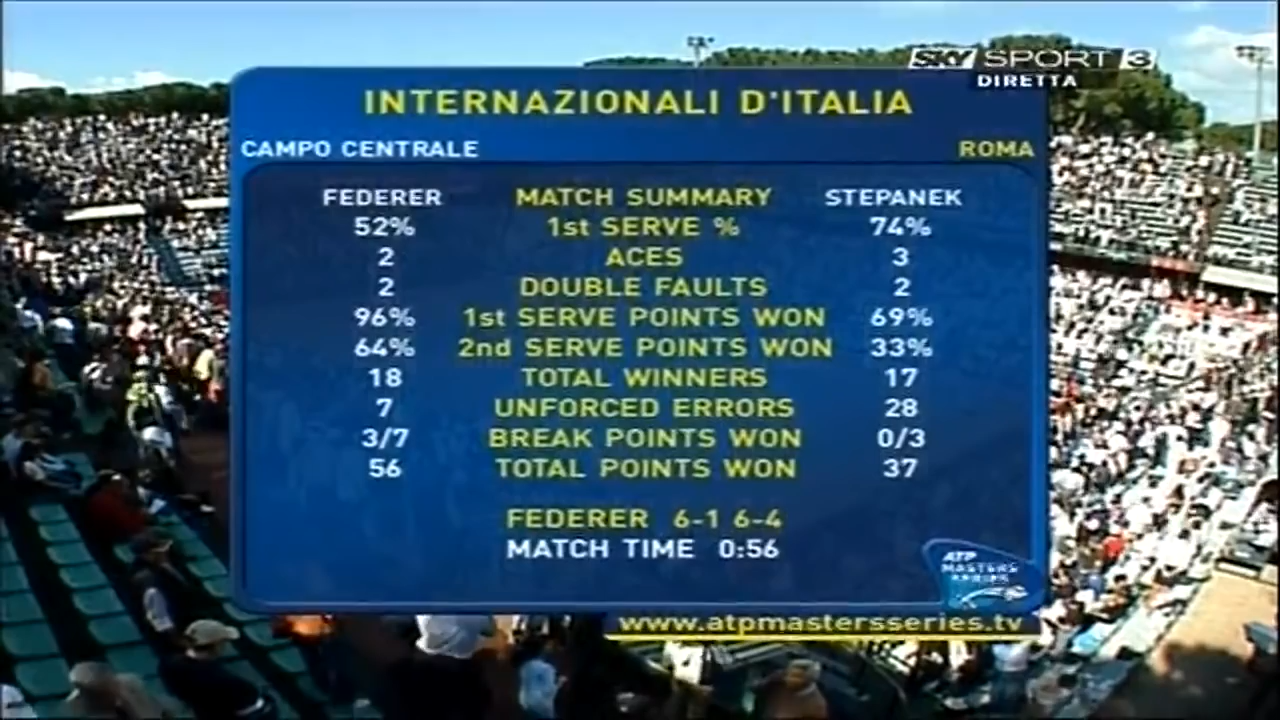 SKY SPORT 3
DIRETTA
INTERNAZIONALI D'ITALIA
CAMPO CENTRALE ROMA
FEDERER MATCH SUMMARY STEPANEK
52% 1st SERVE % 74%
2 ACES 3
2 DOUBLE FAULTS 2
96% 1st SERVE POINTS WON 69%
64% 2nd SERVE POINTS WON 33%
18 TOTAL WINNERS 17
7 UNFORCED ERRORS 28
3/7 BREAK POINTS WON 0/3
56 TOTAL POINTS WON 37
FEDERER 6-1 6-4
MATCH TIME 0:56
ATP
MASTERS
SERIES
www.atpmastersseries.tv